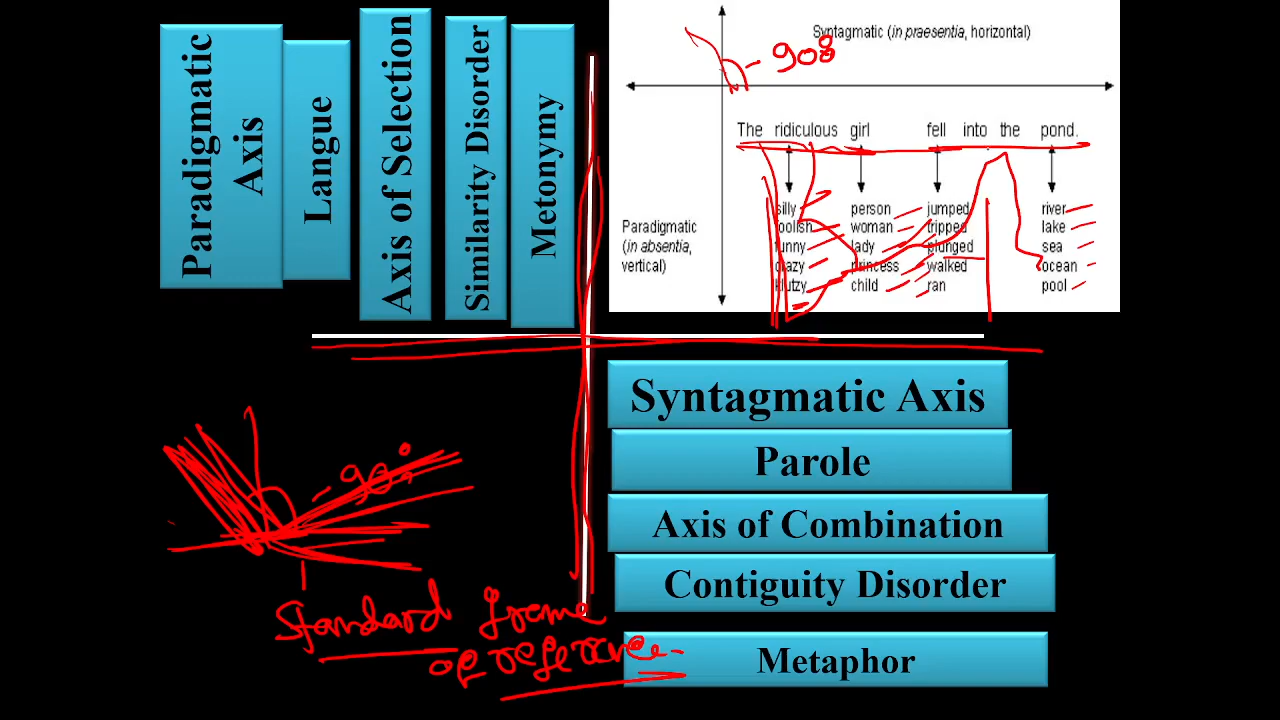 Paradigmatic
Axis
Langue
Axis of Selection
Similarity Disorder
Metonymy
Syntagmatic (in praesentia, horizontal)
- 90°
The ridiculous girl fell into the pond.
Paradigmatic
(in absentia,
vertical)
silly person jumped river
foolish woman tripped lake
funny lady plunged sea
crazy princess walked ocean
klutzy child ran pool
Syntagmatic Axis
Parole
Axis of Combination
Contiguity Disorder
Metaphor
- 90°
Standard frame
of reference